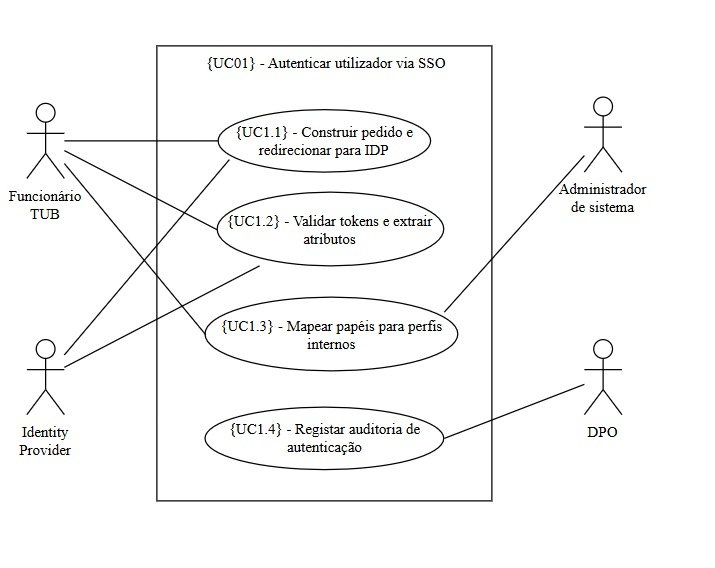 {UC01} - Autenticar utilizador via SSO
{UC1.1} - Construir pedido e
redirecionar para IDP
Funcionário
TUB
Administrador
de sistema
{UC1.2} - Validar tokens e extrair
atributos
{UC1.3} - Mapear papéis para perfis
internos
Identity
Provider
{UC1.4} - Registar auditoria de
autenticação
DPO